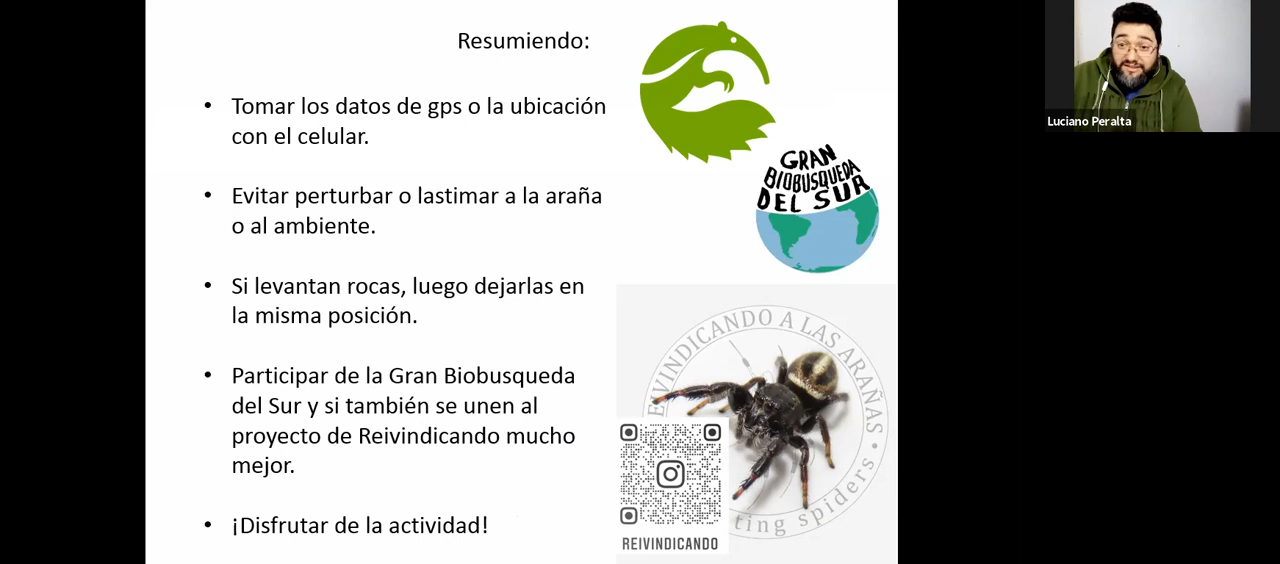 Resumiendo:
• Tomar los datos de gps o la ubicación
con el celular.
• Evitar perturbar o lastimar a la araña
o al ambiente.
• Si levantan rocas, luego dejarlas en
la misma posición.
• Participar de la Gran Biobusqueda
del Sur y si también se unen al
proyecto de Reivindicando mucho
mejor.
• ¡Disfrutar de la actividad!
GRAN
BIOBUSQUEDA
DEL SUR
REIVINDICANDO A LAS ARAÑAS •
spiders
REIVINDICANDO
Luciano Peralta